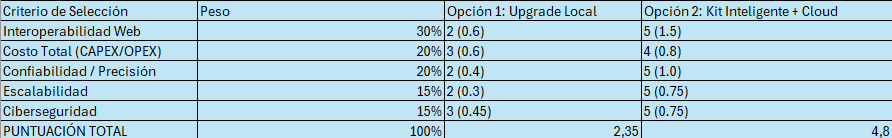 Criterio de Selección Peso Opción 1: Upgrade Local Opción 2: Kit Inteligente + Cloud
Interoperabilidad Web 30% 2 (0.6) 5 (1.5)
Costo Total (CAPEX/OPEX) 20% 3 (0.6) 4 (0.8)
Confiabilidad / Precisión 20% 2 (0.4) 5 (1.0)
Escalabilidad 15% 2 (0.3) 5 (0.75)
Ciberseguridad 15% 3 (0.45) 5 (0.75)
PUNTUACIÓN TOTAL 100% 2,35 4,8